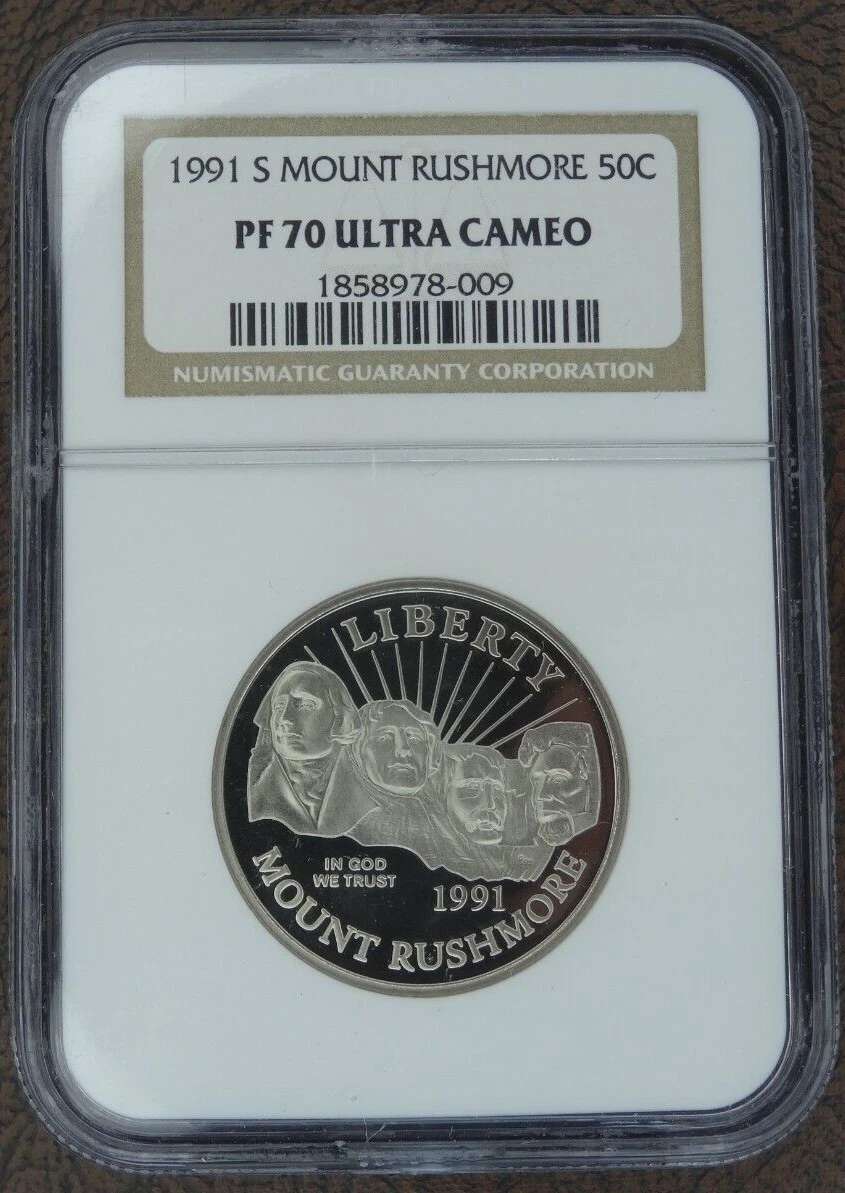 1991 S MOUNT RUSHMORE 50C
PF 70 ULTRA CAMEO
1858978-009
NUMISMATIC GUARANTY CORPORATION
LIBERTY
IN GOD
WE TRUST
1991
MOUNT RUSHMORE